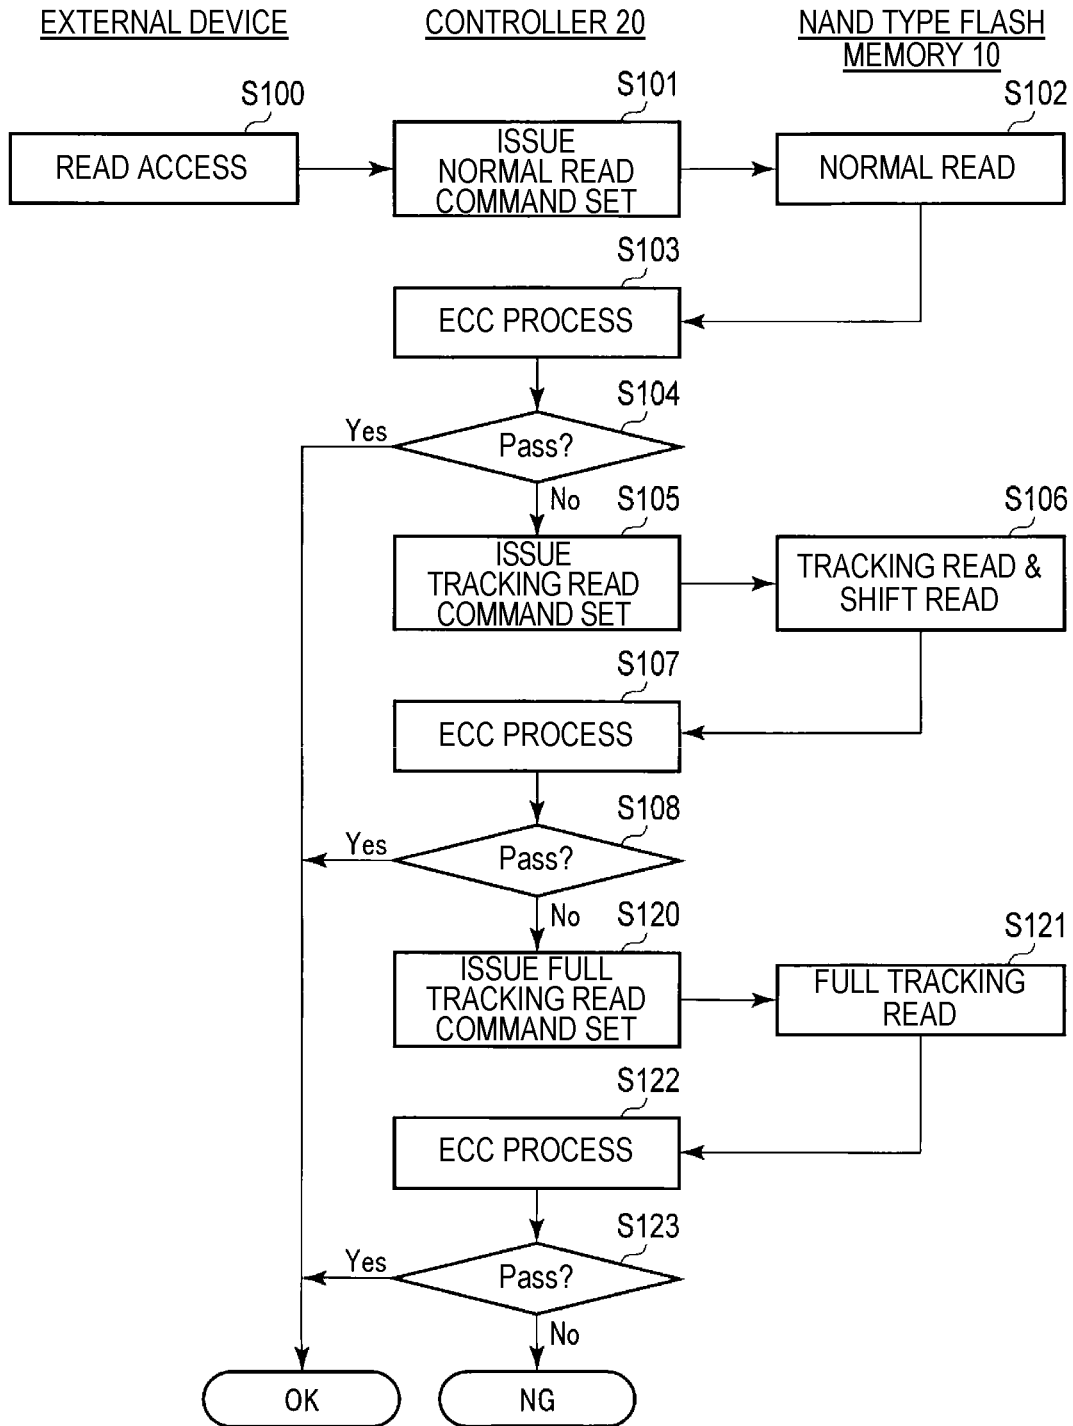 EXTERNAL DEVICE
CONTROLLER 20
NAND TYPE FLASH
MEMORY 10
S100
S101
S102
READ ACCESS
ISSUE
NORMAL READ
COMMAND SET
NORMAL READ
S103
ECC PROCESS
S104
Yes
Pass?
No
S105
S106
ISSUE
TRACKING READ
COMMAND SET
TRACKING READ &
SHIFT READ
S107
ECC PROCESS
S108
Yes
Pass?
No
S120
S121
ISSUE FULL
TRACKING READ
COMMAND SET
FULL TRACKING
READ
S122
ECC PROCESS
S123
Yes
Pass?
No
OK
NG